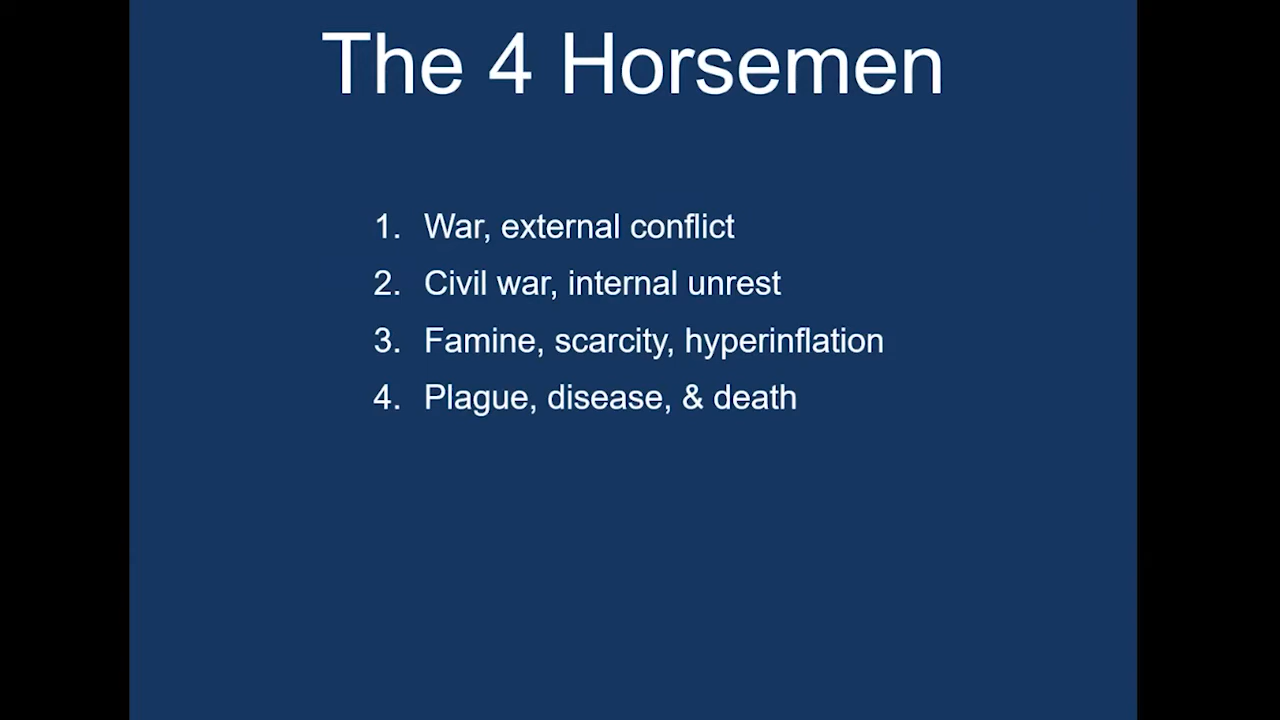 The 4 Horsemen
1. War, external conflict
2. Civil war, internal unrest
3. Famine, scarcity, hyperinflation
4. Plague, disease, & death